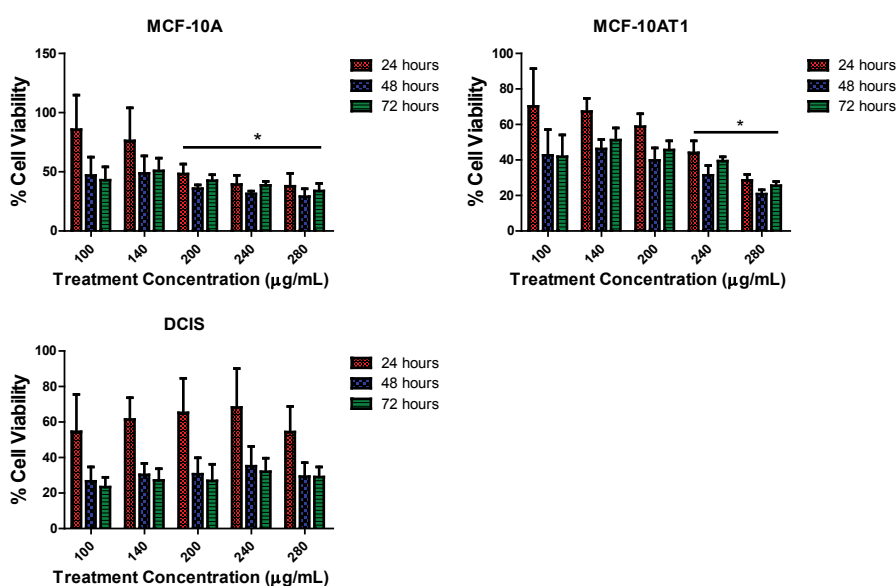 MCF-10A
% Cell Viability
150
100
50
0
100
140
200
240
280
*
Treatment Concentration (μg/mL)
24 hours
48 hours
72 hours
MCF-10AT1
% Cell Viability
100
80
60
40
20
0
100
140
200
240
280
*
Treatment Concentration (μg/mL)
24 hours
48 hours
72 hours
DCIS
% Cell Viability
100
80
60
40
20
0
100
140
200
240
280
Treatment Concentration (μg/mL)
24 hours
48 hours
72 hours